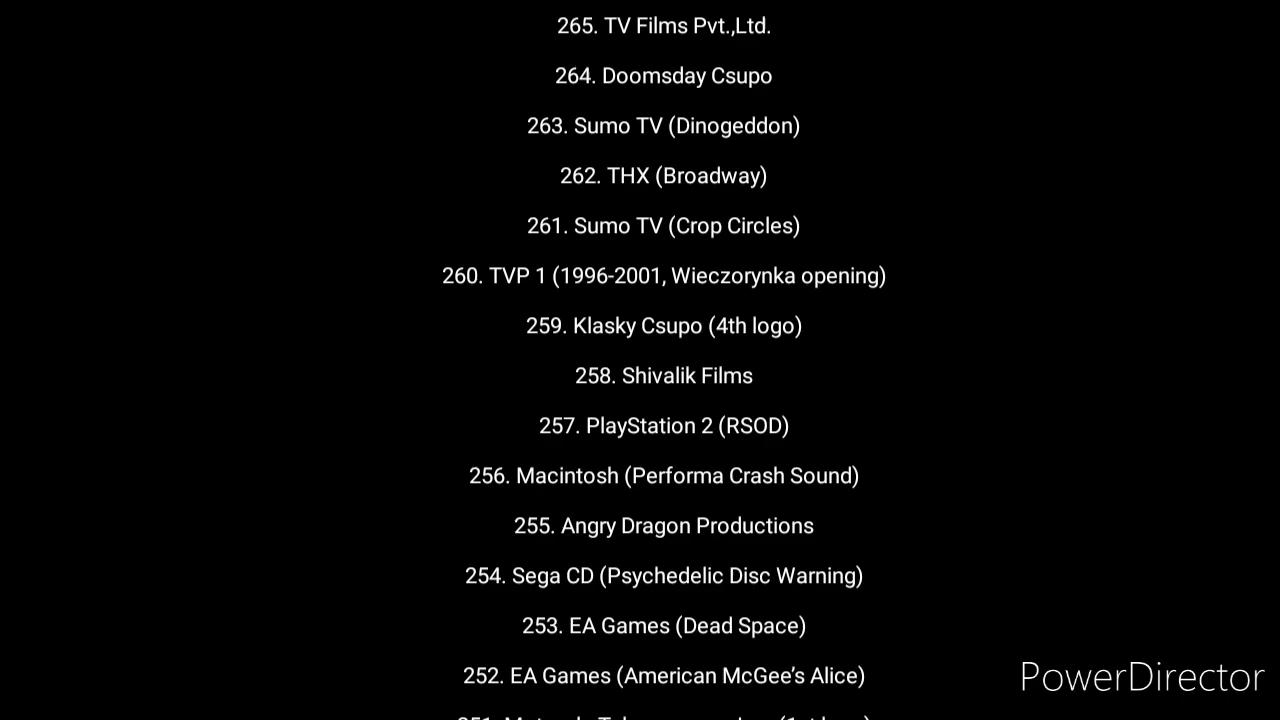 265. TV Films Pvt.,Ltd.
264. Doomsday Csupo
263. Sumo TV (Dinogeddon)
262. THX (Broadway)
261. Sumo TV (Crop Circles)
260. TVP 1 (1996-2001, Wieczorynka opening)
259. Klasky Csupo (4th logo)
258. Shivalik Films
257. PlayStation 2 (RSOD)
256. Macintosh (Performa Crash Sound)
255. Angry Dragon Productions
254. Sega CD (Psychedelic Disc Warning)
253. EA Games (Dead Space)
252. EA Games (American McGee’s Alice)
PowerDirector